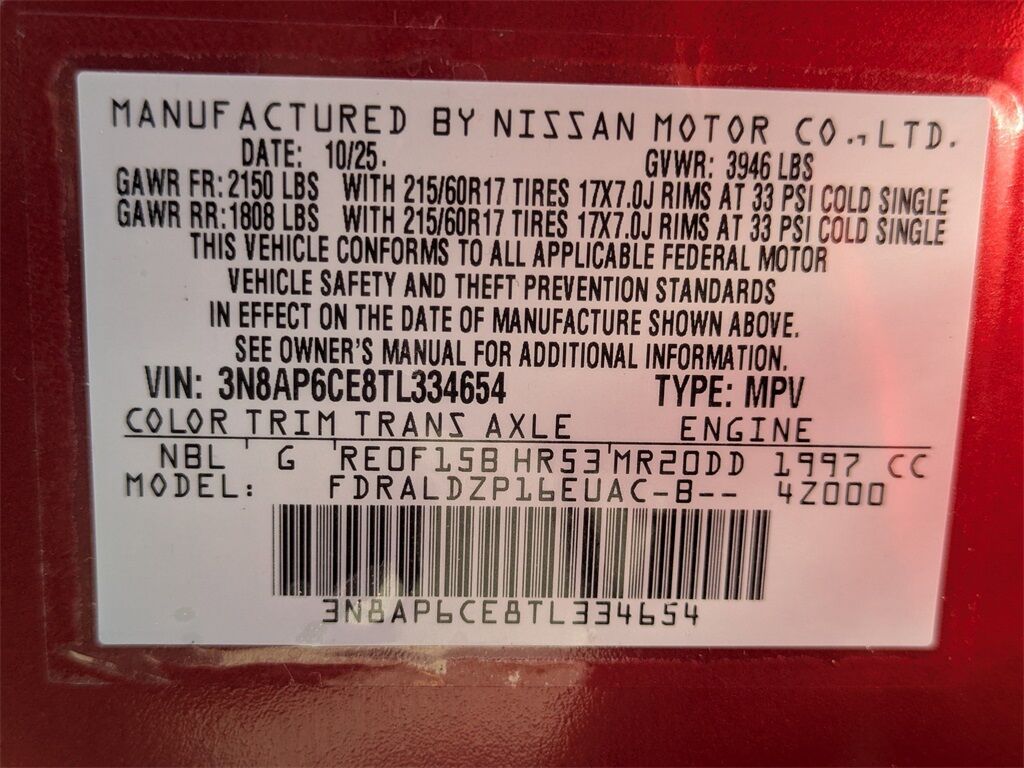 MANUFACTURED BY NISSAN MOTOR CO., LTD.
DATE: 10/25. GVWR: 3946 LBS
GAWR FR: 2150 LBS WITH 215/60R17 TIRES 17X7.0J RIMS AT 33 PSI COLD SINGLE
GAWR RR: 1808 LBS WITH 215/60R17 TIRES 17X7.0J RIMS AT 33 PSI COLD SINGLE
THIS VEHICLE CONFORMS TO ALL APPLICABLE FEDERAL MOTOR
VEHICLE SAFETY AND THEFT PREVENTION STANDARDS
IN EFFECT ON THE DATE OF MANUFACTURE SHOWN ABOVE.
SEE OWNER'S MANUAL FOR ADDITIONAL INFORMATION.
VIN: 3N8AP6CE8TL334654 TYPE: MPV
COLOR TRIM TRANS AXLE ENGINE
NBL G RE0F15B HR53 MR20DD 1997 CC
MODEL: FDRALDZP16EUAC-B-- 42000
3N8AP6CE8TL334654